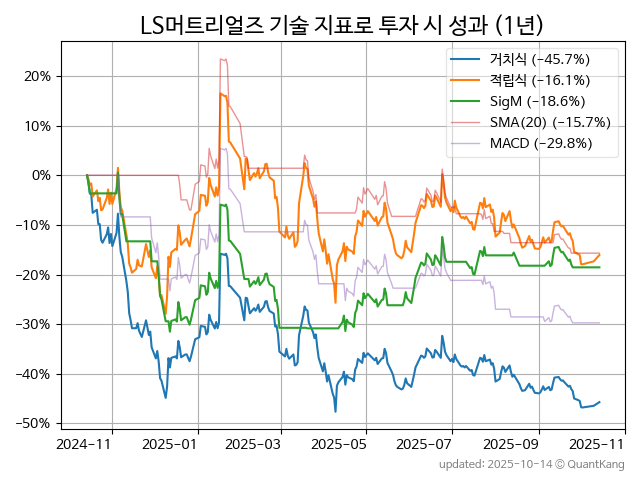 LS머트리얼즈 기술 지표로 투자 시 성과 (1년)
거치식 (−45.7%)
적립식 (−16.1%)
SigM (−18.6%)
SMA(20) (−15.7%)
MACD (−29.8%)
20%
10%
0%
−10%
−20%
−30%
−40%
−50%
2024−11 2025−01 2025−03 2025−05 2025−07 2025−09 2025−11
updated: 2025-10-14 © QuantKang